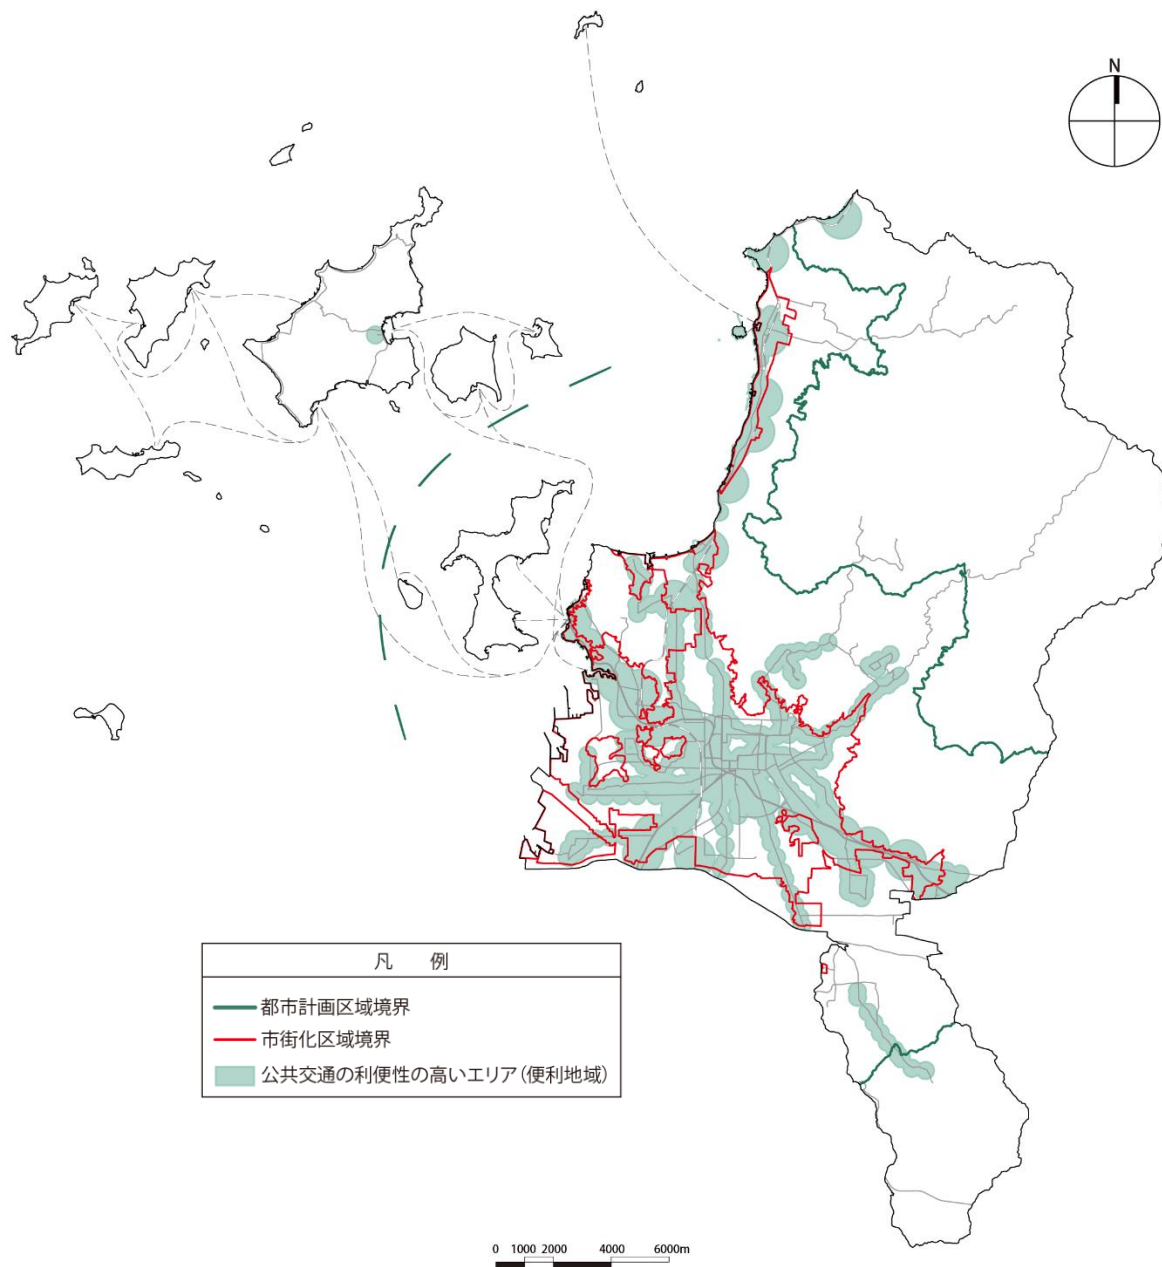 N
凡 例
都市計画区域境界
市街化区域境界
公共交通の利便性の高いエリア(便利地域)
0 1000 2000 4000 6000m